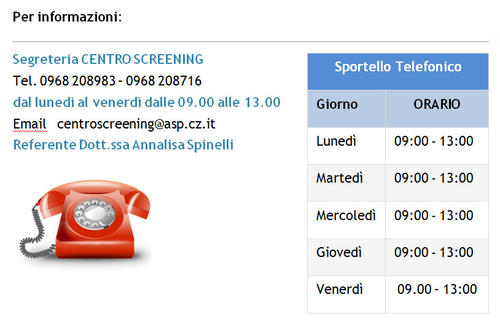 Per informazioni:
Segreteria CENTRO SCREENING
Tel. 0968 208983 - 0968 208716
dal lunedì al venerdì dalle 09.00 alle 13.00
Email centroscreening@asp.cz.it
Referente Dott.ssa Annalisa Spinelli
Sportello Telefonico
Giorno ORARIO
Lunedì 09:00 - 13:00
Martedì 09:00 - 13:00
Mercoledì 09:00 - 13:00
Giovedì 09:00 - 13:00
Venerdì 09.00 - 13:00